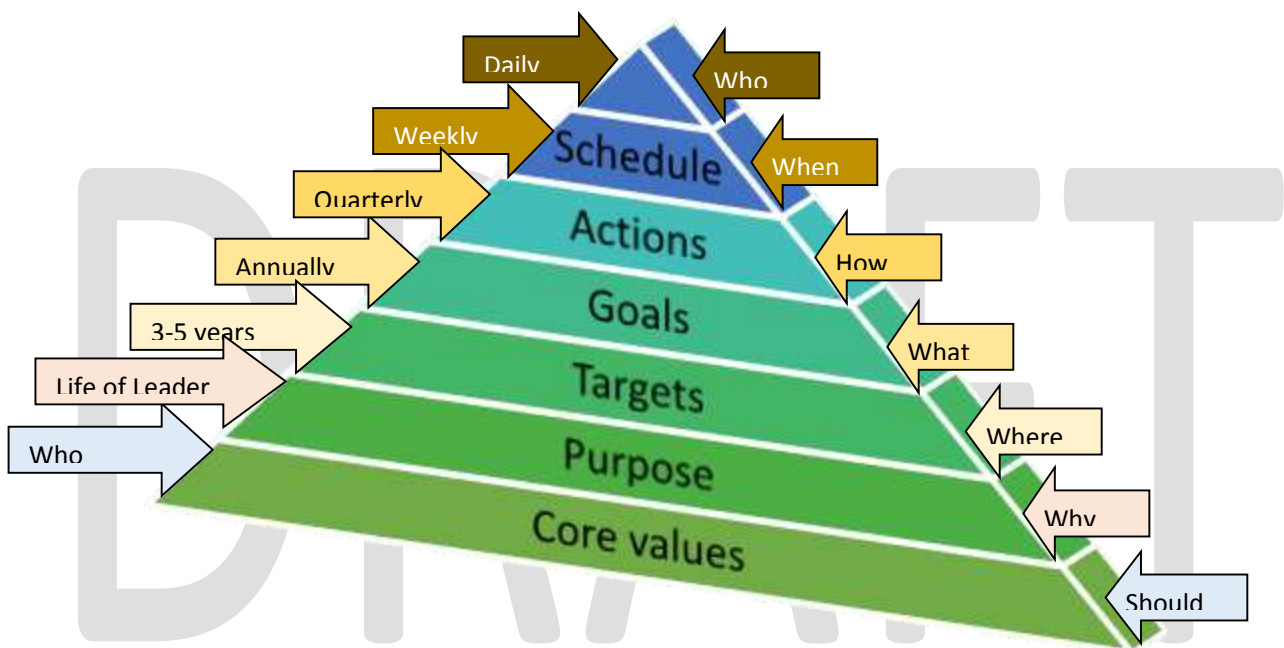 Daily
Who
Weekly
Schedule
When
Quarterly
Actions
How
Annually
Goals
What
3-5 years
Targets
Where
Life of Leader
Purpose
Why
Who
Core values
Should
DRAFT